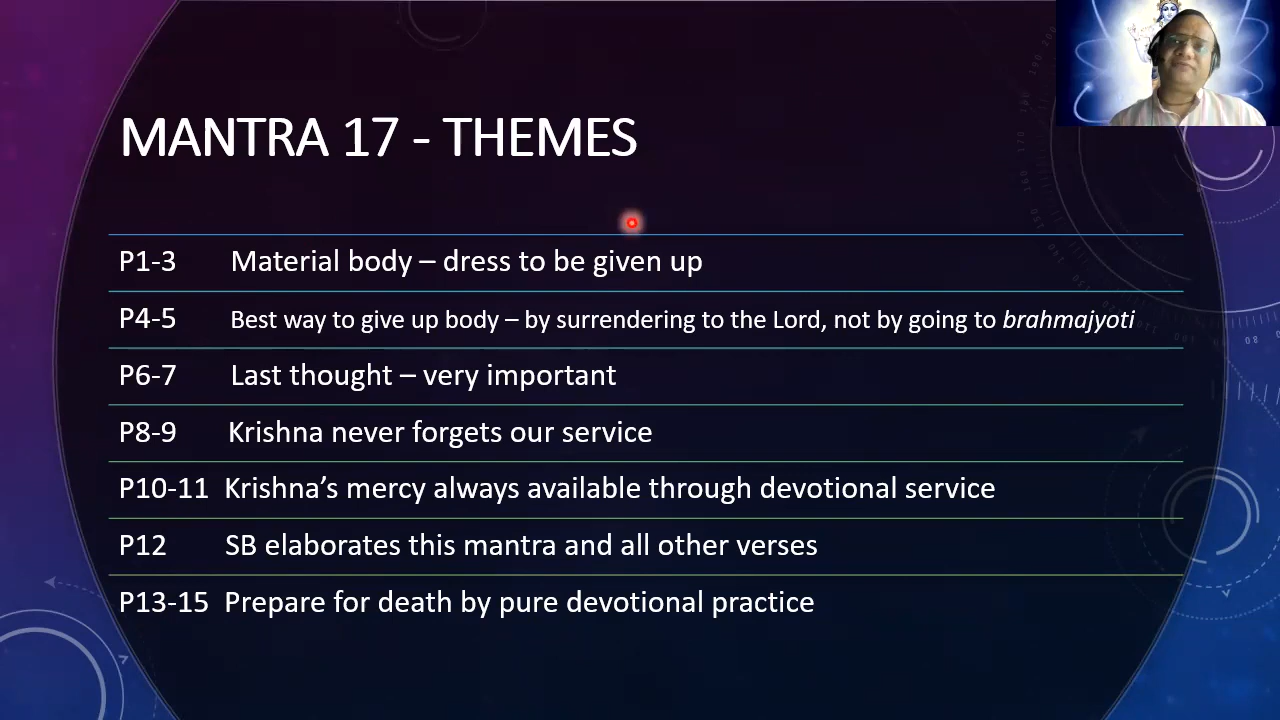 MANTRA 17 - THEMES
P1-3 Material body – dress to be given up
P4-5 Best way to give up body – by surrendering to the Lord, not by going to brahmajyoti
P6-7 Last thought – very important
P8-9 Krishna never forgets our service
P10-11 Krishna’s mercy always available through devotional service
P12 SB elaborates this mantra and all other verses
P13-15 Prepare for death by pure devotional practice